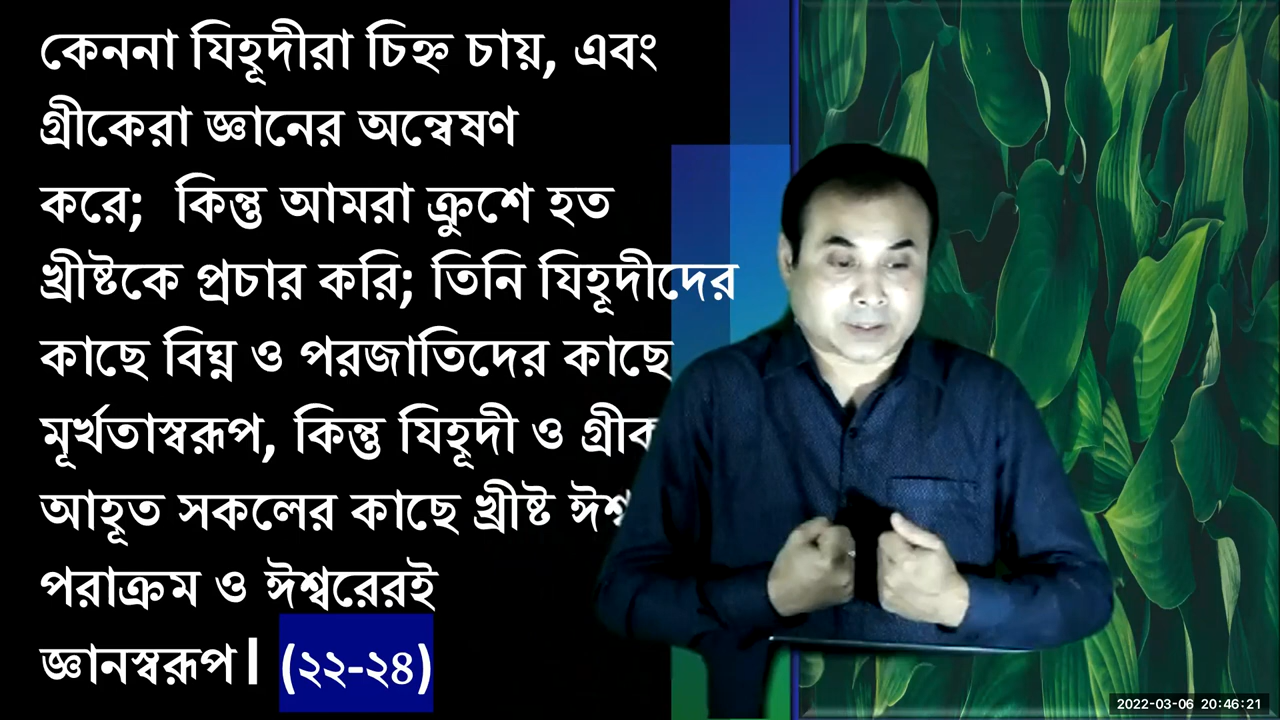 কেননা যিহূদীরা চিহ্ন চায়, এবং
গ্রীকেরা জ্ঞানের অন্বেষণ
করে; কিন্তু আমরা ক্রুশে হত
খ্রীষ্টকে প্রচার করি; তিনি যিহূদীদের
কাছে বিঘ্ন ও পরজাতিদের কাছে
মূর্খতাস্বরূপ, কিন্তু যিহূদী ও
আহূত সকলের কাছে খ্রীষ্ট
পরাক্রম ও ঈশ্বরেরই
জ্ঞানস্বরূপ। (২২-২৪)
2022-03-06 20:46:21